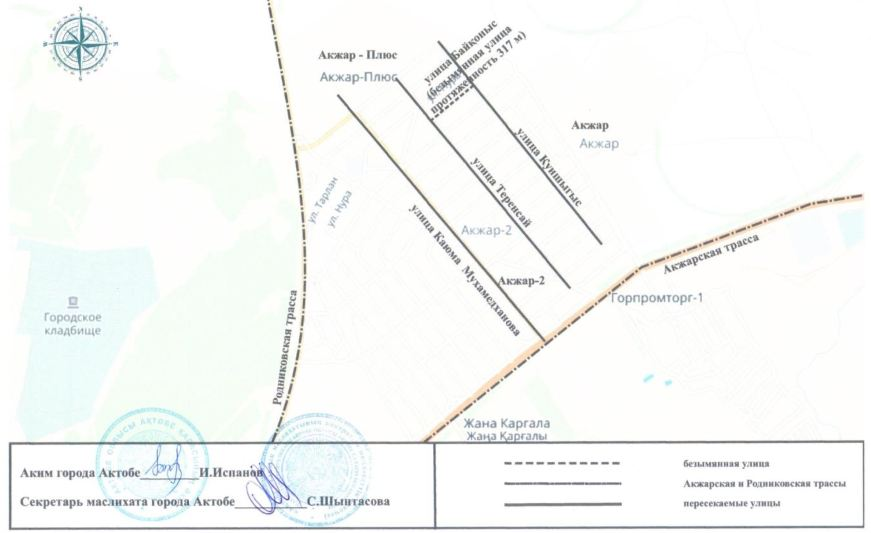 Акжар - Плюс
Акжар-Плюс
улица Байконыс
(безымянная улица
протяженность 317 м)
Акжар
Акжар
улица Куншыгыс
улица Теренсай
ул. Тарлан
ул. Нура
Акжар-2
улица Каюма Мухамедханова
Акжар-2
Акжарская трасса
Горпромторг-1
Городское
кладбище
Родниковская трасса
Жана Каргала
Жаңа Қарғалы
Аким города Актобе И.Испанов
Секретарь маслихата города Актобе С.Шынтасова
безымянная улица
Акжарская и Родниковская трассы
пересекаемые улицы